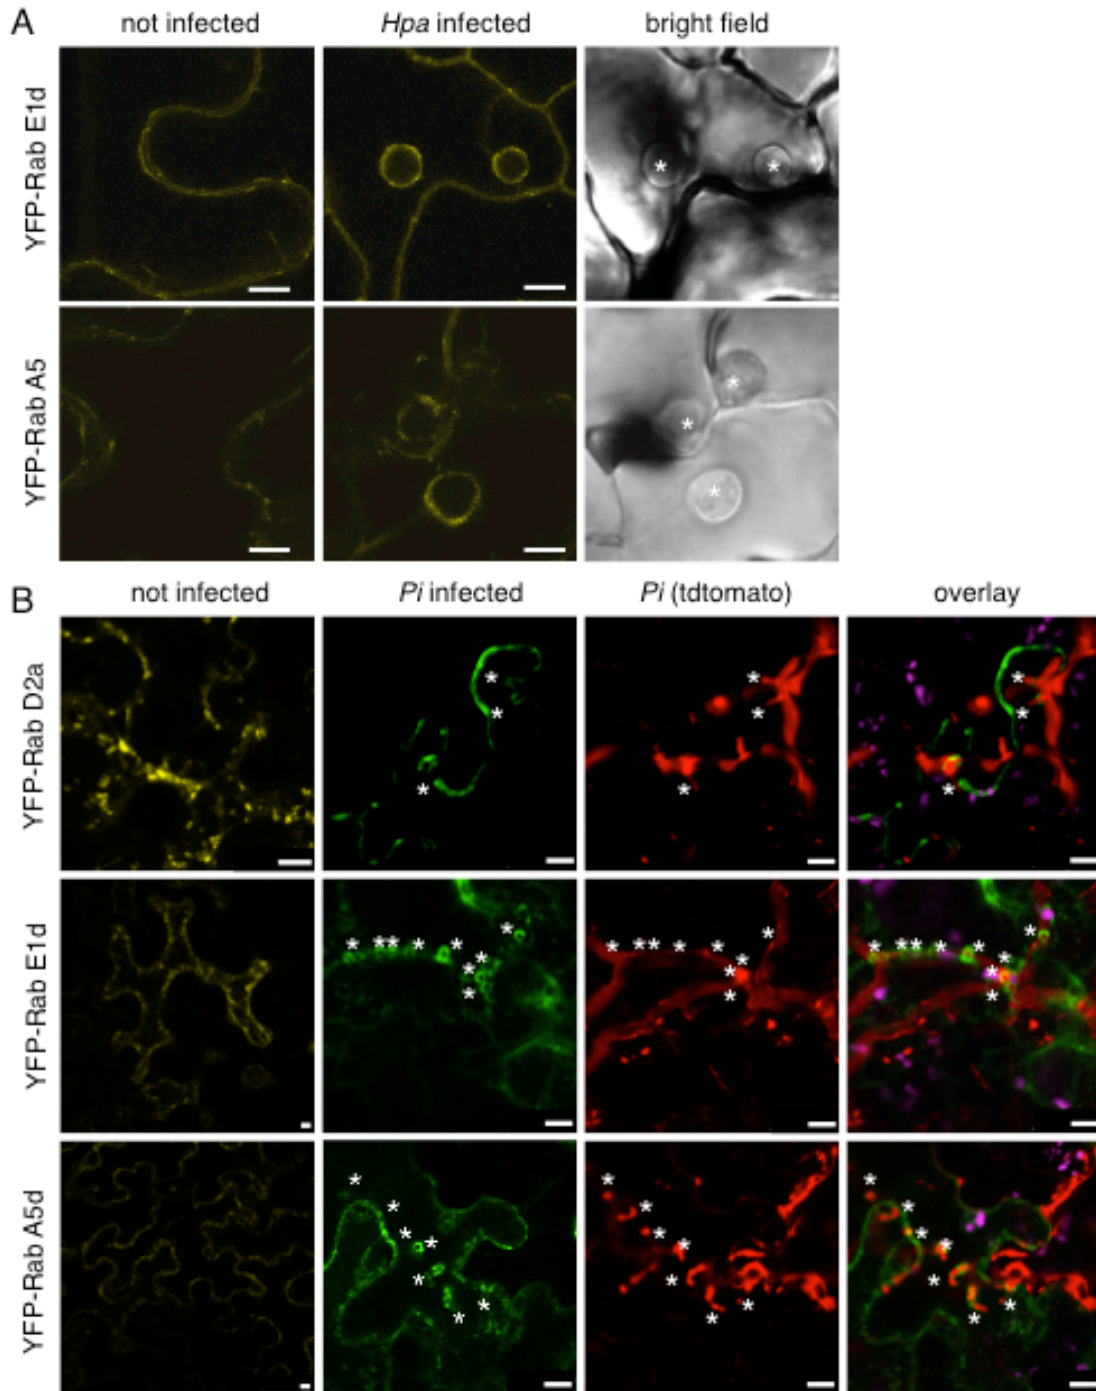 A
not infected
Hpa infected
bright field
YFP-Rab E1d
YFP-Rab A5
B
not infected
Pi infected
Pi (tdtomato)
overlay
YFP-Rab D2a
YFP-Rab E1d
YFP-Rab A5d